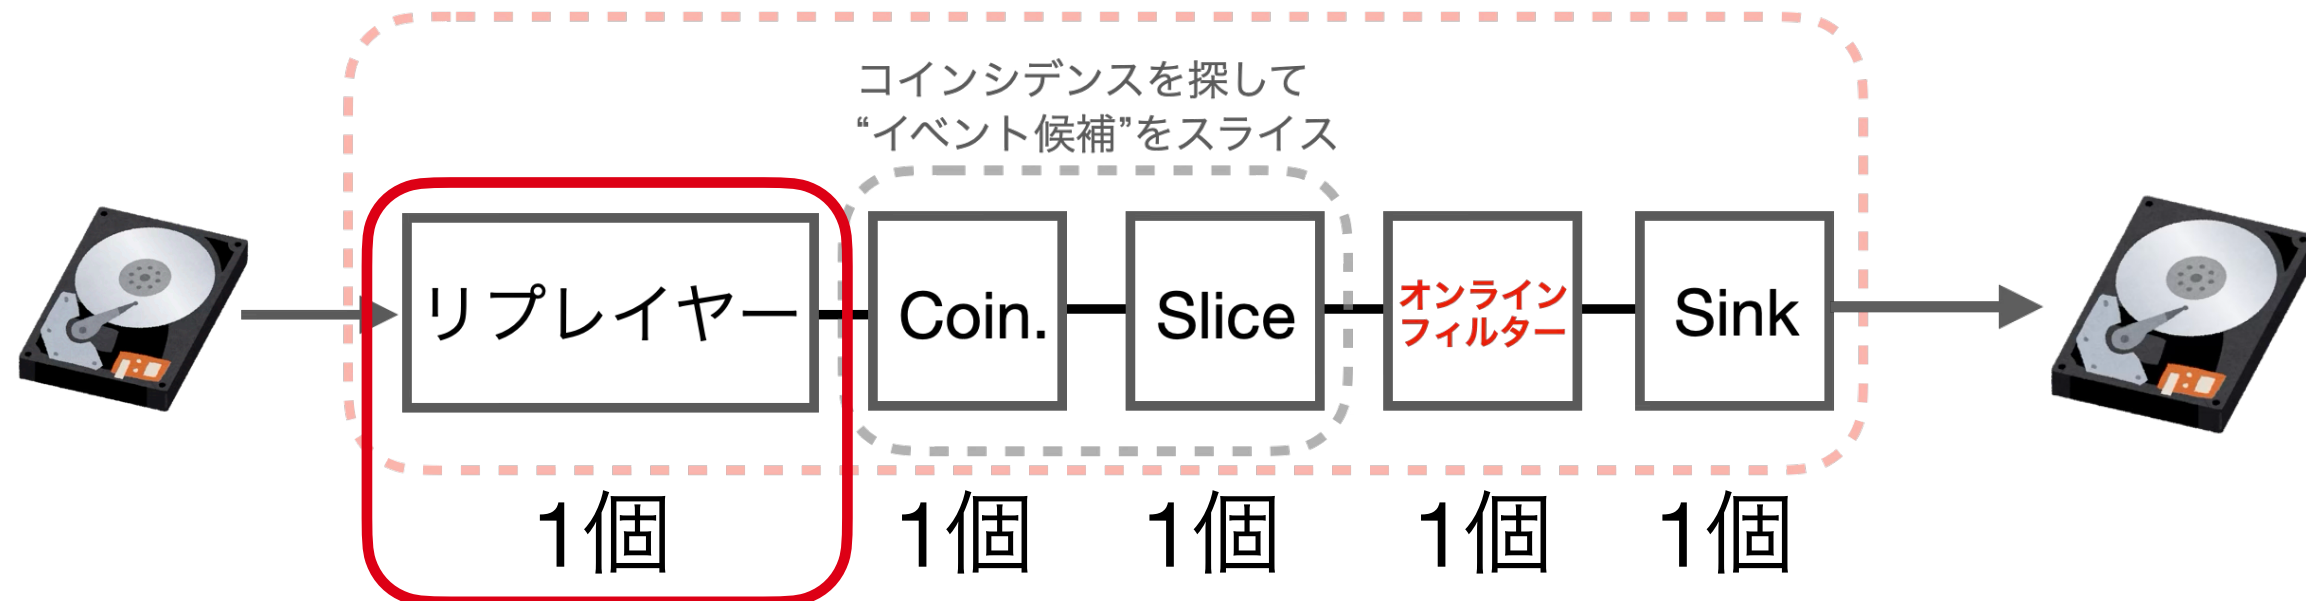 コインシデンスを探して
“イベント候補”をスライス
リプレイヤー
Coin.
Slice
オンライン
フィルター
Sink
1個
1個
1個
1個
1個